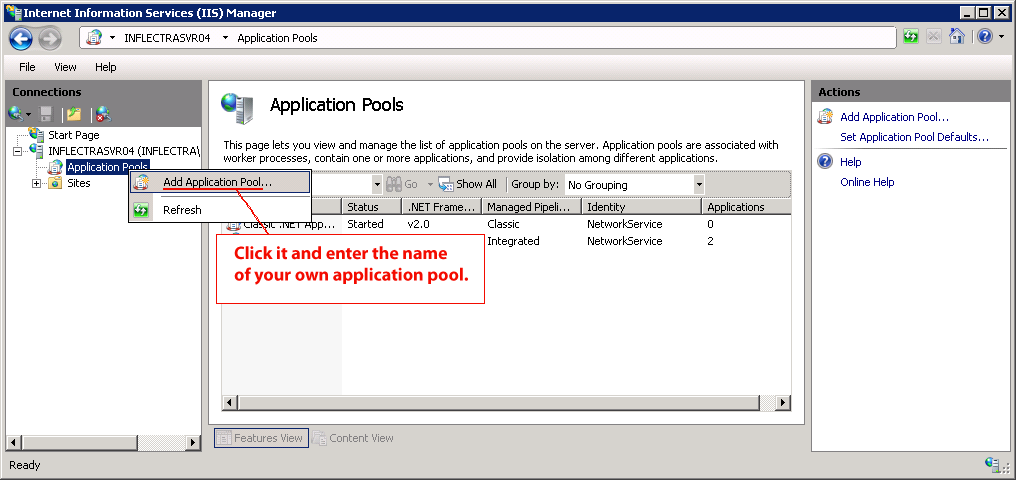 Internet Information Services (IIS) Manager
INFLECTRASVR04 Application Pools
File View Help
Connections
Start Page
INFLECTRASVR04 (INFLECTRA\
Application Pools
Sites
Add Application Pool...
Refresh
Application Pools
This page lets you view and manage the list of application pools on the server. Application pools are associated with
worker processes, contain one or more applications, and provide isolation among different applications.
Go Show All Group by: No Grouping
Status .NET Frame... Managed Pipeli... Identity Applications
Classic .NET App... Started v2.0 Classic NetworkService 0
Integrated NetworkService 2
Click it and enter the name
of your own application pool.
Features View Content View
Actions
Add Application Pool...
Set Application Pool Defaults...
Help
Online Help
Ready